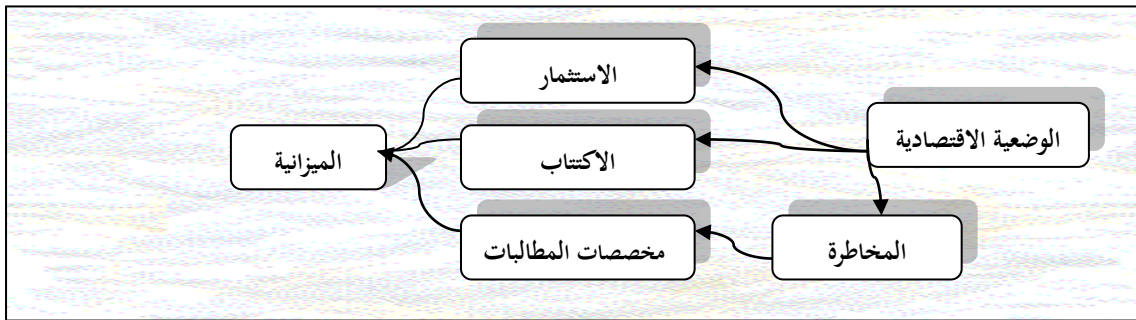 الاستثمار
الوضعية الاقتصادية
الاكتتاب
الميزانية
المخاطرة
مخصصات المطالبات